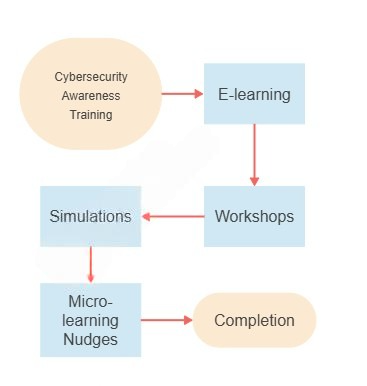 Cybersecurity
Awareness
Training
E-learning
Workshops
Simulations
Micro-
learning
Nudges
Completion